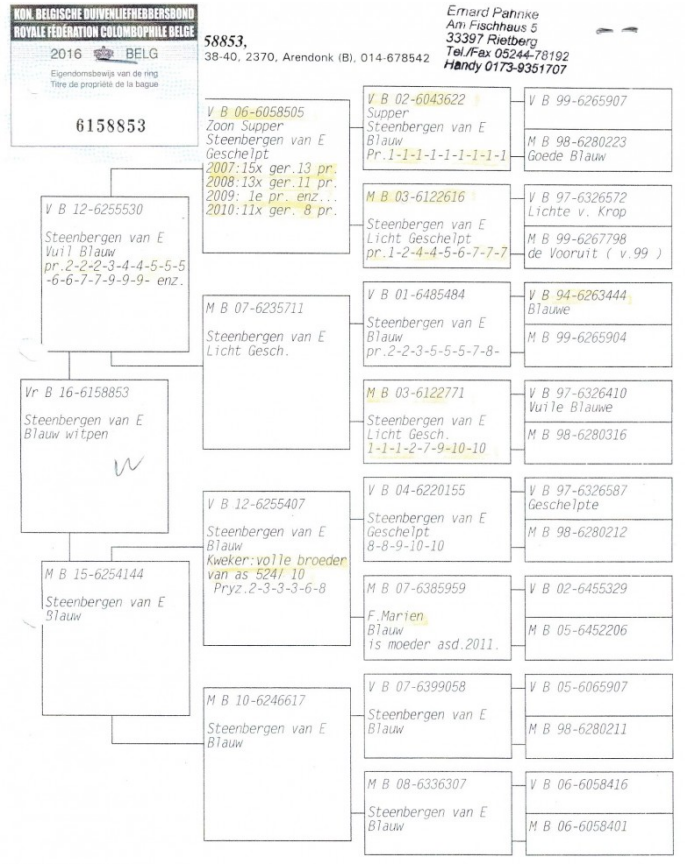 KON. BELGISCHE DUIVENLIEFHEBBERSBOND
ROYALE FÉDÉRATION COLOMBOPHILE BELGE
2016 BELG
Eigendomsbewijs van de ring
Titre de propriété de la bague
6158853
58853,
38-40, 2370, Arendonk (B), 014-678542
Am Fischhaus 5
33397 Rietberg
Tel./Fax 05244-78192
Handy 0173-9351707
Vr B 16-6158853
Steenbergen van E
Blauw witpen
V B 12-6255530
Steenbergen van E
Vuil Blauw
pr.2-2-2-3-4-4-5-5-5
-6-6-7-7-9-9-9- enz.
M B 15-6254144
Steenbergen van E
Blauw
V B 06-6058505
Zoon Supper
Steenbergen van E
Geschelpt
2007:15x ger.13 pr.
2008:13x ger.11 pr.
2009: 1e pr. enz...
2010:11x ger. 8 pr.
M B 07-6235711
Steenbergen van E
Licht Gesch.
V B 12-6255407
Steenbergen van E
Blauw
Kweker:volle broeder
van as 524/ 10
Pryz.2-3-3-3-6-8
M B 10-6246617
Steenbergen van E
Blauw
V B 02-6043622
Supper
Steenbergen van E
Blauw
Pr.1-1-1-1-1-1-1-1-1
M B 03-6122616
Steenbergen van E
Licht Geschelpt
pr.1-2-4-4-5-6-7-7-7
V B 01-6485484
Steenbergen van E
Blauw
pr.2-2-3-5-5-5-7-8-
M B 03-6122771
Steenbergen van E
Licht Gesch.
1-1-1-2-7-9-10-10
V B 04-6220155
Steenbergen van E
Geschelpt
8-8-9-10-10
M B 07-6385959
F.Marien
Blauw
is moeder asd.2011.
V B 07-6399058
Steenbergen van E
Blauw
M B 08-6336307
Steenbergen van E
Blauw
V B 99-6265907
M B 98-6280223
Goede Blauw
V B 97-6326572
Lichte v. Krop
M B 99-6267798
de Vooruit ( v.99 )
V B 94-6263444
Blauwe
M B 99-6265904
V B 97-6326410
Vuile Blauwe
M B 98-6280316
V B 97-6326587
Geschelpte
M B 98-6280212
V B 02-6455329
M B 05-6452206
V B 05-6065907
M B 98-6280211
V B 06-6058416
M B 06-6058401